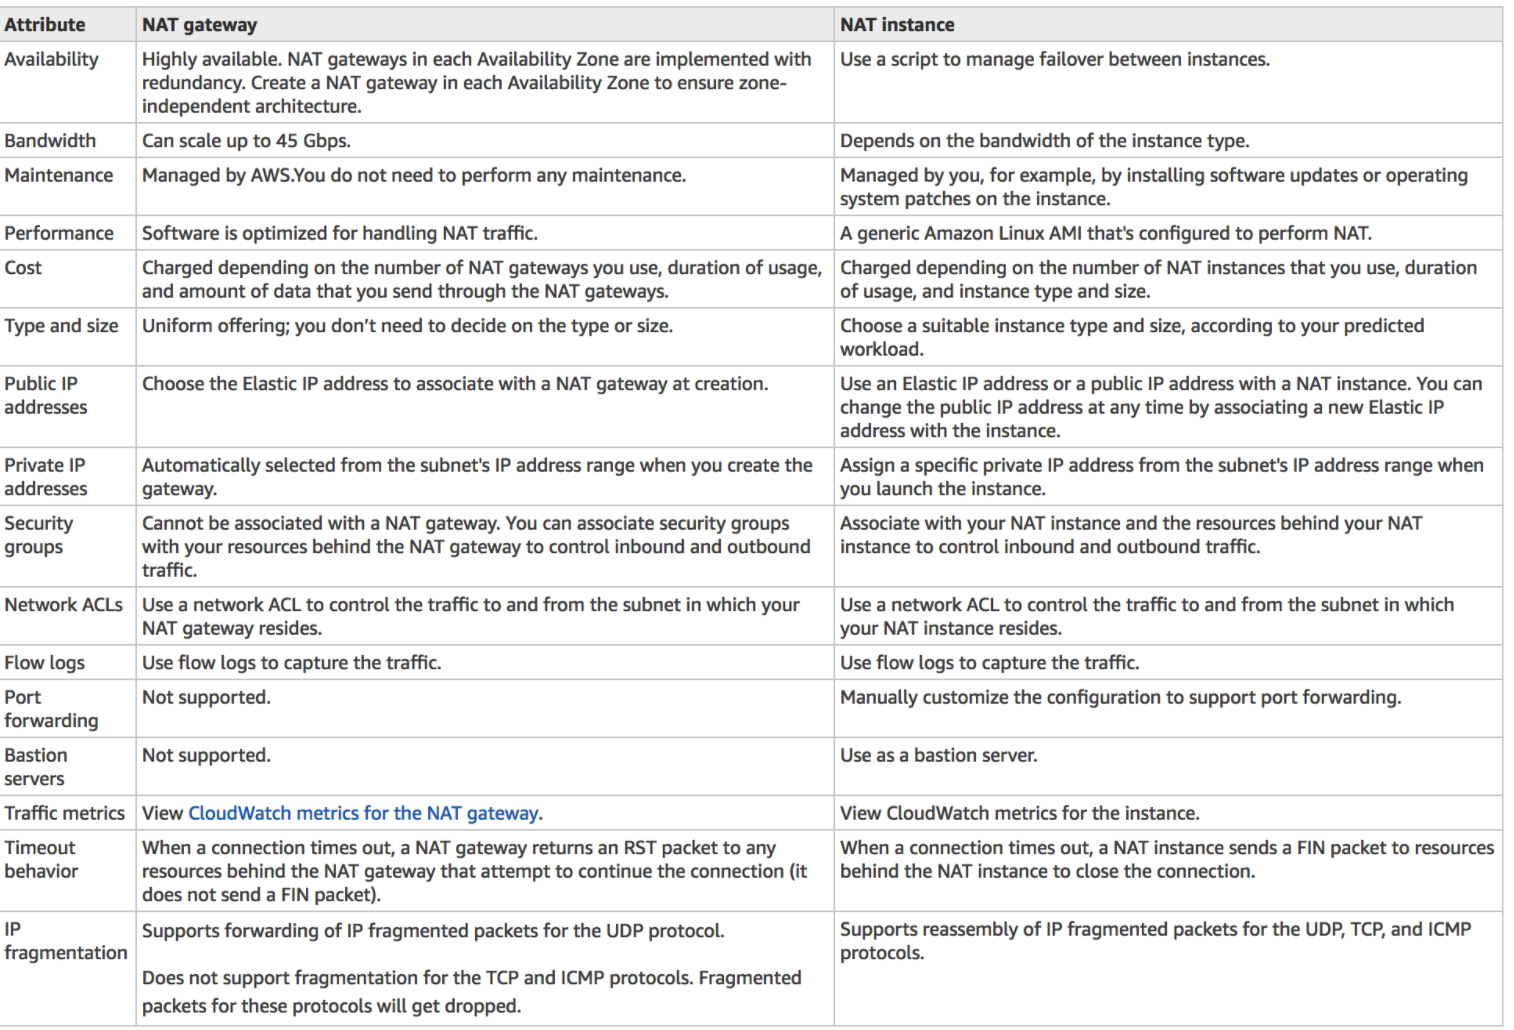 Attribute NAT gateway NAT instance
Availability Highly available. NAT gateways in each Availability Zone are implemented with Use a script to manage failover between instances.
redundancy. Create a NAT gateway in each Availability Zone to ensure zone-
independent architecture.
Bandwidth Can scale up to 45 Gbps. Depends on the bandwidth of the instance type.
Maintenance Managed by AWS.You do not need to perform any maintenance. Managed by you, for example, by installing software updates or operating
system patches on the instance.
Performance Software is optimized for handling NAT traffic. A generic Amazon Linux AMI that's configured to perform NAT.
Cost Charged depending on the number of NAT gateways you use, duration of usage, Charged depending on the number of NAT instances that you use, duration
and amount of data that you send through the NAT gateways. of usage, and instance type and size.
Type and size Uniform offering; you don’t need to decide on the type or size. Choose a suitable instance type and size, according to your predicted
workload.
Public IP Choose the Elastic IP address to associate with a NAT gateway at creation. Use an Elastic IP address or a public IP address with a NAT instance. You can
addresses change the public IP address at any time by associating a new Elastic IP
address with the instance.
Private IP Automatically selected from the subnet's IP address range when you create the Assign a specific private IP address from the subnet's IP address range when
addresses gateway. you launch the instance.
Security Cannot be associated with a NAT gateway. You can associate security groups Associate with your NAT instance and the resources behind your NAT
groups with your resources behind the NAT gateway to control inbound and outbound instance to control inbound and outbound traffic.
traffic.
Network ACLs Use a network ACL to control the traffic to and from the subnet in which your Use a network ACL to control the traffic to and from the subnet in which
NAT gateway resides. your NAT instance resides.
Flow logs Use flow logs to capture the traffic. Use flow logs to capture the traffic.
Port Not supported. Manually customize the configuration to support port forwarding.
forwarding
Bastion Not supported. Use as a bastion server.
servers
Traffic metrics View CloudWatch metrics for the NAT gateway. View CloudWatch metrics for the instance.
Timeout When a connection times out, a NAT gateway returns an RST packet to any When a connection times out, a NAT instance sends a FIN packet to resources
behavior resources behind the NAT gateway that attempt to continue the connection (it behind the NAT instance to close the connection.
does not send a FIN packet).
IP Supports forwarding of IP fragmented packets for the UDP protocol. Supports reassembly of IP fragmented packets for the UDP, TCP, and ICMP
fragmentation protocols.
Does not support fragmentation for the TCP and ICMP protocols. Fragmented
packets for these protocols will get dropped.